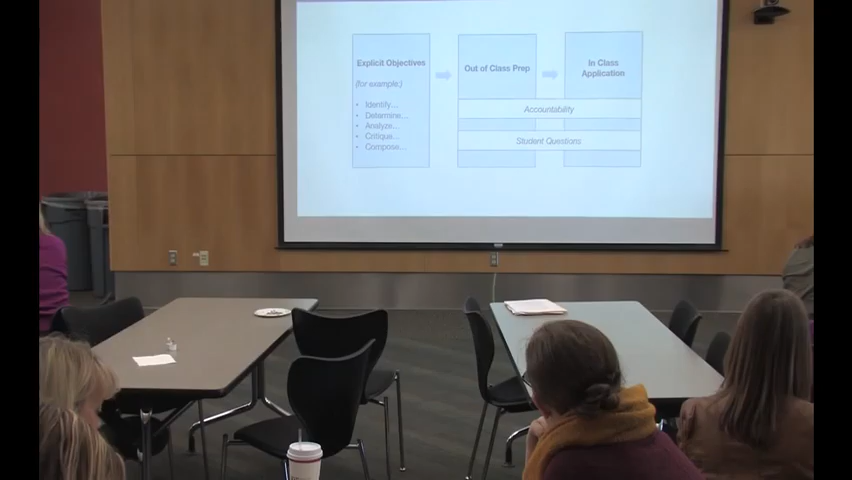 Explicit Objectives
(for example:)
• Identify...
• Determine...
• Analyze...
• Critique...
• Compose...
Out of Class Prep
In Class
Application
Accountability
Student Questions